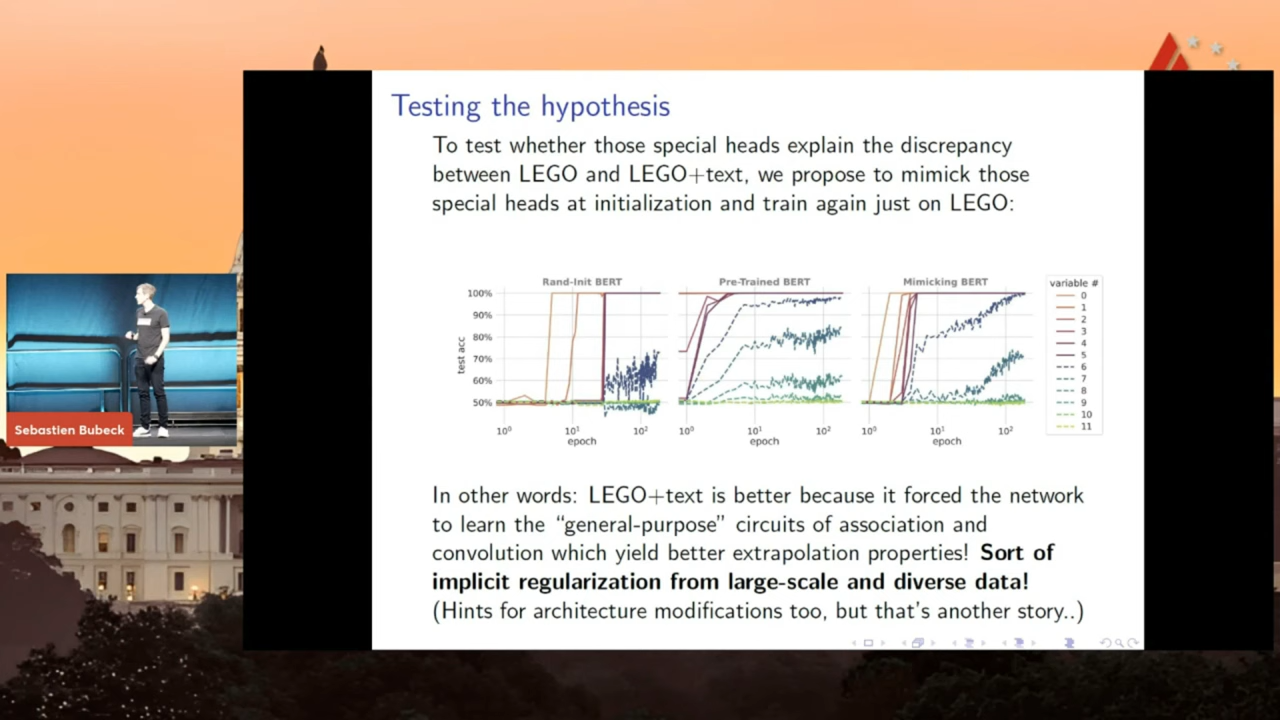 Testing the hypothesis
To test whether those special heads explain the discrepancy
between LEGO and LEGO+text, we propose to mimick those
special heads at initialization and train again just on LEGO:
Rand-Init BERT
Pre-Trained BERT
Mimicking BERT
variable #
0
1
2
3
4
5
6
7
8
9
10
11
test acc
100%
90%
80%
70%
60%
50%
10⁰ 10¹ 10²
epoch
10⁰ 10¹ 10²
epoch
10⁰ 10¹ 10²
epoch
In other words: LEGO+text is better because it forced the network
to learn the “general-purpose” circuits of association and
convolution which yield better extrapolation properties! Sort of
implicit regularization from large-scale and diverse data!
(Hints for architecture modifications too, but that's another story..)
Sebastien Bubeck